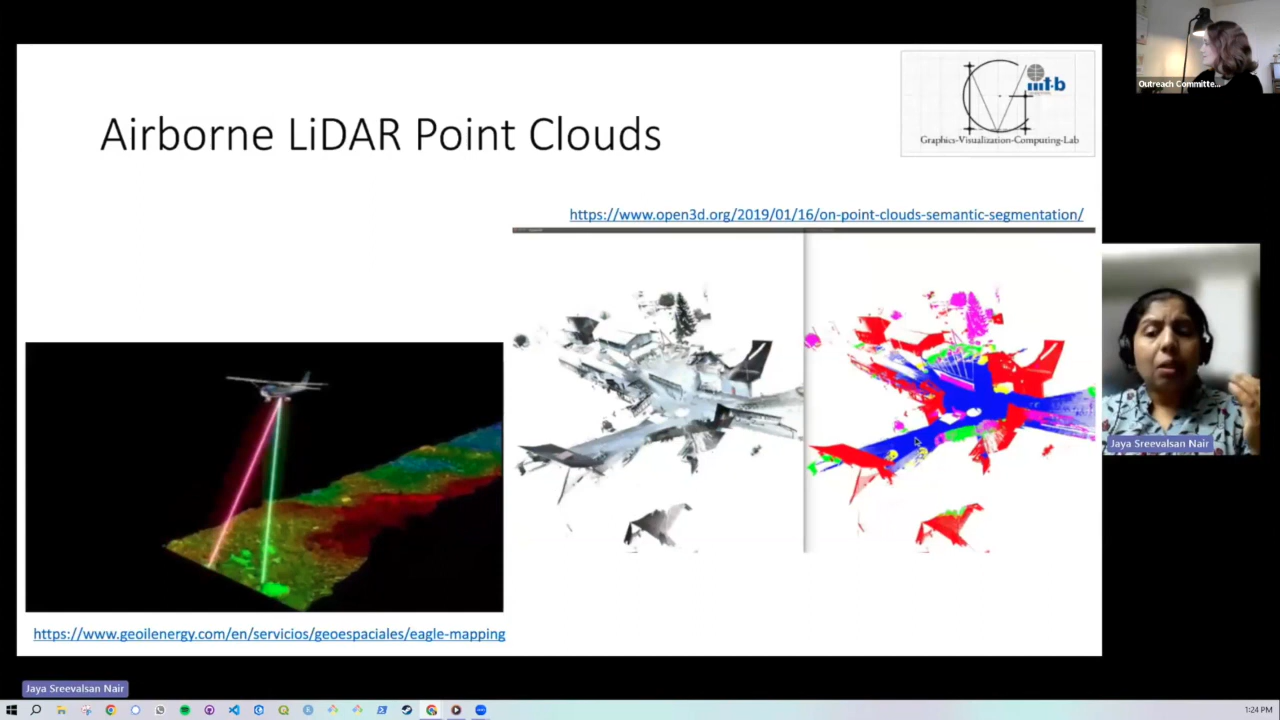 Airborne LiDAR Point Clouds
iiit-b
Graphics-Visualization-Computing-Lab
https://www.open3d.org/2019/01/16/on-point-clouds-semantic-segmentation/
https://www.geoilenergy.com/en/servicios/geoespaciales/eagle-mapping
Outreach Committe...
Jaya Sreevalsan Nair
Jaya Sreevalsan Nair
1:24 PM